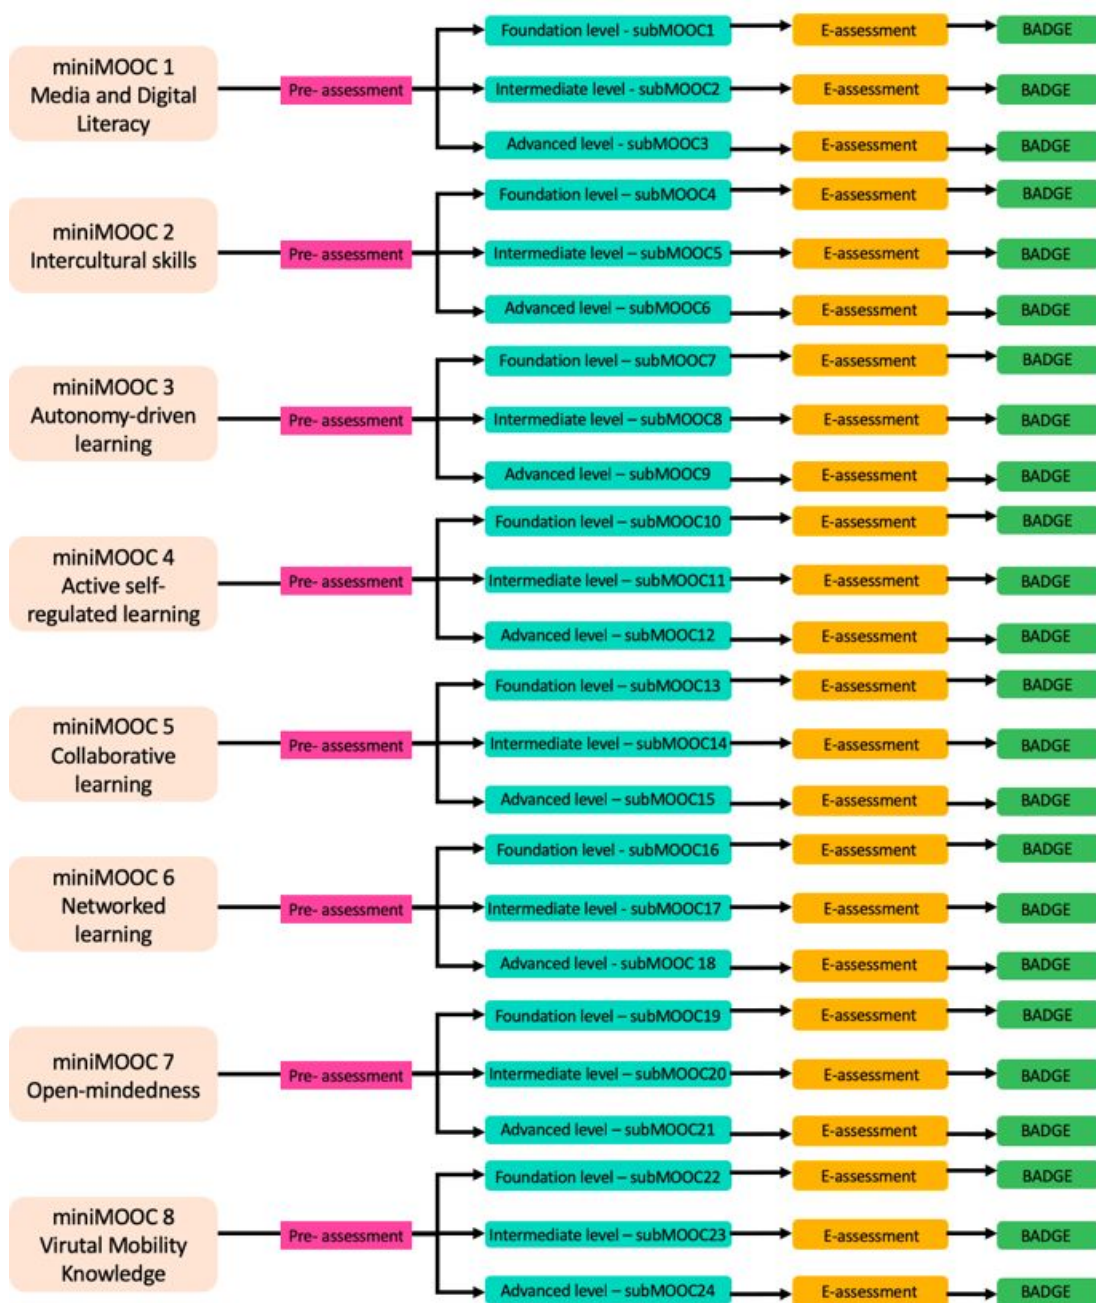 miniMOOC 1
Media and Digital
Literacy
Pre- assessment
Foundation level - subMOOC1
E-assessment
BADGE
Intermediate level - subMOOC2
E-assessment
BADGE
Advanced level - subMOOC3
E-assessment
BADGE
miniMOOC 2
Intercultural skills
Pre- assessment
Foundation level – subMOOC4
E-assessment
BADGE
Intermediate level – subMOOC5
E-assessment
BADGE
Advanced level – subMOOC6
E-assessment
BADGE
miniMOOC 3
Autonomy-driven
learning
Pre- assessment
Foundation level – subMOOC7
E-assessment
BADGE
Intermediate level – subMOOC8
E-assessment
BADGE
Advanced level – subMOOC9
E-assessment
BADGE
miniMOOC 4
Active self-
regulated learning
Pre- assessment
Foundation level – subMOOC10
E-assessment
BADGE
Intermediate level – subMOOC11
E-assessment
BADGE
Advanced level – subMOOC12
E-assessment
BADGE
miniMOOC 5
Collaborative
learning
Pre- assessment
Foundation level – subMOOC13
E-assessment
BADGE
Intermediate level – subMOOC14
E-assessment
BADGE
Advanced level – subMOOC15
E-assessment
BADGE
miniMOOC 6
Networked
learning
Pre- assessment
Foundation level - subMOOC16
E-assessment
BADGE
Intermediate level - subMOOC17
E-assessment
BADGE
Advanced level - subMOOC 18
E-assessment
BADGE
miniMOOC 7
Open-mindedness
Pre- assessment
Foundation level – subMOOC19
E-assessment
BADGE
Intermediate level – subMOOC20
E-assessment
BADGE
Advanced level – subMOOC21
E-assessment
BADGE
miniMOOC 8
Virutal Mobility
Knowledge
Pre- assessment
Foundation level – subMOOC22
E-assessment
BADGE
Intermediate level – subMOOC23
E-assessment
BADGE
Advanced level – subMOOC24
E-assessment
BADGE